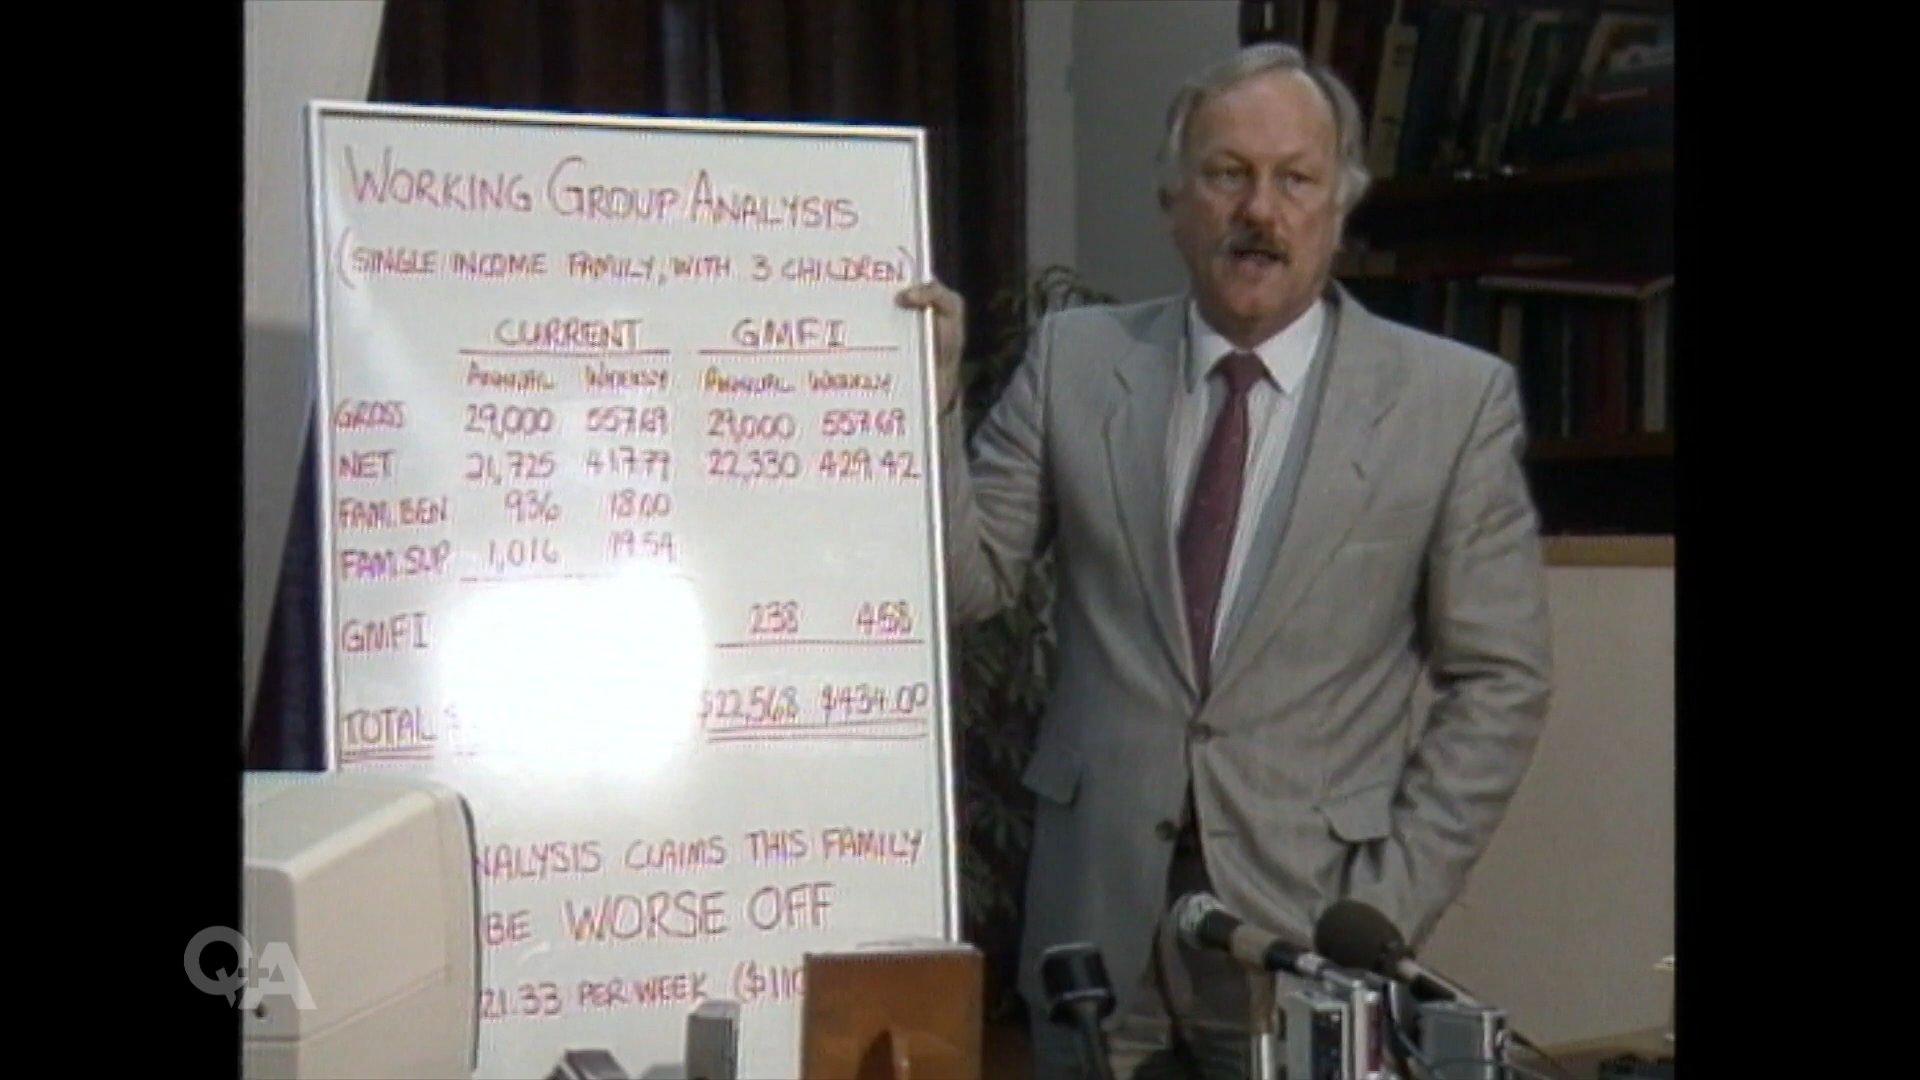 WORKING GROUP ANALYSIS
(SINGLE INCOME FAMILY, WITH 3 CHILDREN)
CURRENT GMFI
ANNUAL WEEKLY ANNUAL WEEKLY
GROSS 29,000 557.69 29,000 557.69
NET 21,725 417.79 22,330 429.42
FAM. BEN 936 18.00
FAM. SUP 1,016 19.54
GMFI 238 4.58
TOTAL $22,568 $434.00
NALYSIS CLAIMS THIS FAMILY
BE WORSE OFF
21.33 PER WEEK ($110
Q+A